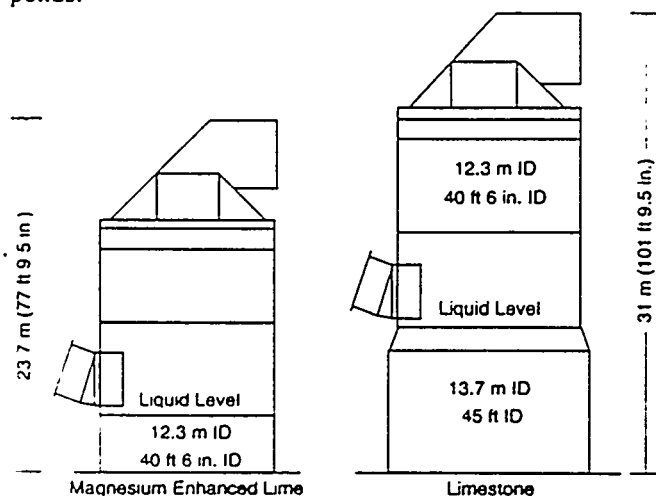 23 7 m (77 ft 9 5 in)
Liquid Level
12.3 m ID
40 ft 6 in. ID
Magnesium Enhanced Lime
12.3 m ID
40 ft 6 in. ID
Liquid Level
13.7 m ID
45 ft ID
Limestone
31 m (101 ft 9.5 in.)